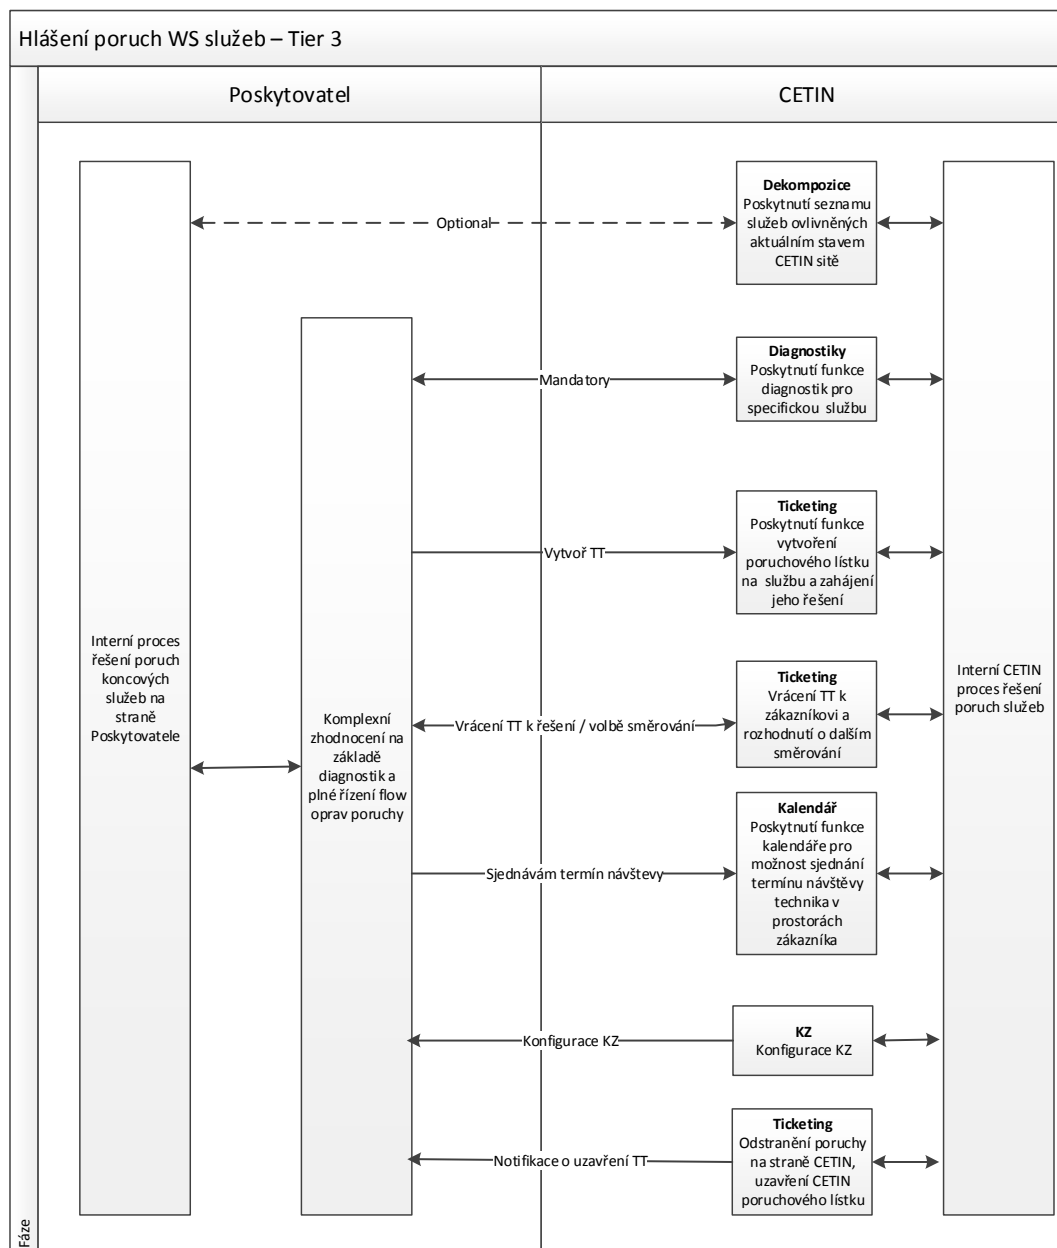 Hlášení poruch WS služeb – Tier 3
Poskytovatel
CETIN
Dekompozice
Poskytnutí seznamu
služeb ovlivněných
aktuálním stavem
CETIN sítě
Optional
Diagnostiky
Poskytnutí funkce
diagnostik pro
specifickou službu
Mandatory
Ticketing
Poskytnutí funkce
vytvoření
poruchového lístku
na službu a zahájení
jeho řešení
Vytvoř TT
Interní proces
řešení poruch
koncových
služeb na
straně
Poskytovatele
Komplexní
zhodnocení na
základě
diagnostik a
plné řízení flow
oprav poruchy
Vrácení TT k řešení / volbě směrování
Ticketing
Vrácení TT k
zákazníkovi a
rozhodnutí o dalším
směrování
Interní CETIN
proces řešení
poruch služeb
Kalendář
Poskytnutí funkce
kalendáře pro
možnost sjednání
termínu návštěvy
technika v
prostorách
zákazníka
Sjednávám termín návštevy
KZ
Konfigurace KZ
Konfigurace KZ
Ticketing
Odstranění poruchy
na straně CETIN,
uzavření CETIN
poruchového lístku
Notifikace o uzavření TT
Fáze